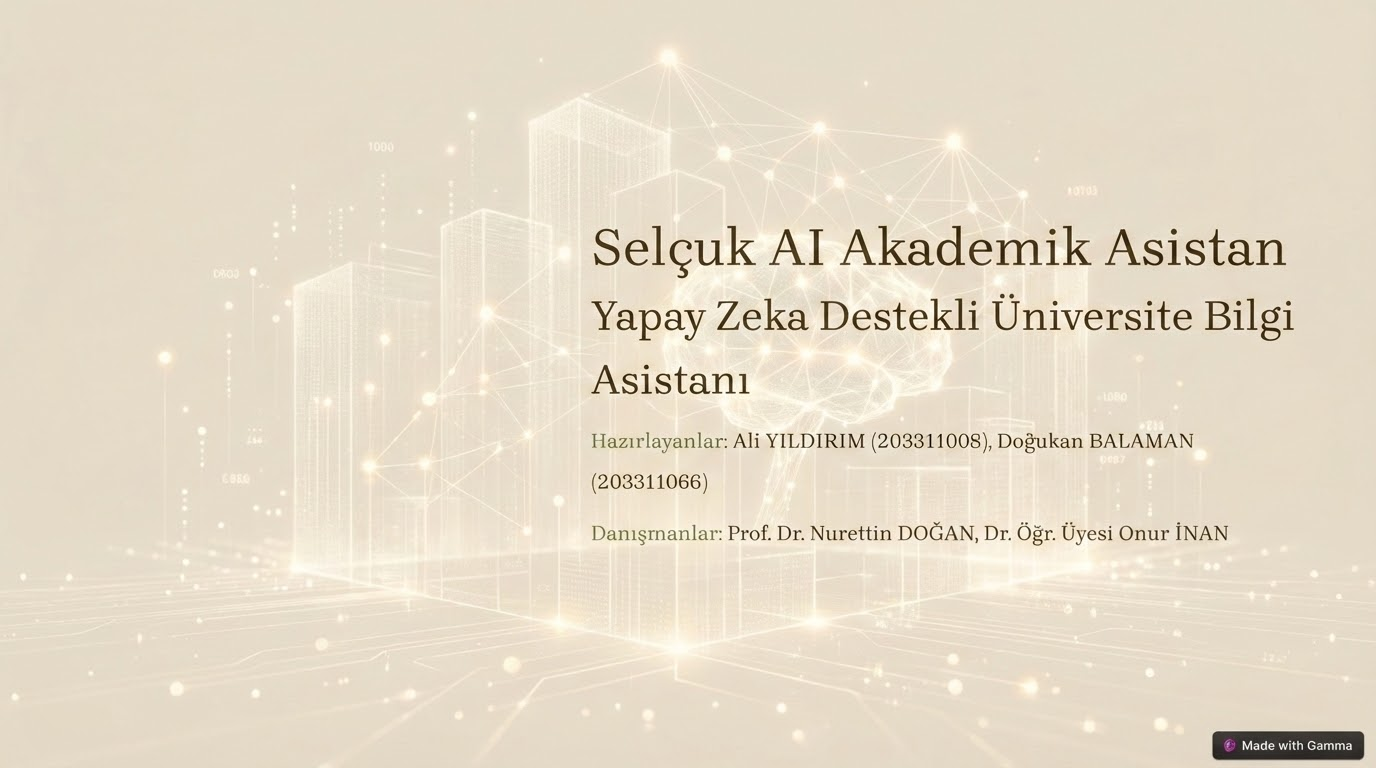 1000
Selçuk AI Akademik Asistan
Yapay Zeka Destekli Üniversite Bilgi
Asistanı
Hazırlayanlar: Ali YILDIRIM (203311008), Doğukan BALAMAN
(203311066)
Danışmanlar: Prof. Dr. Nurettin DOĞAN, Dr. Öğr. Üyesi Onur İNAN
Made with Gamma